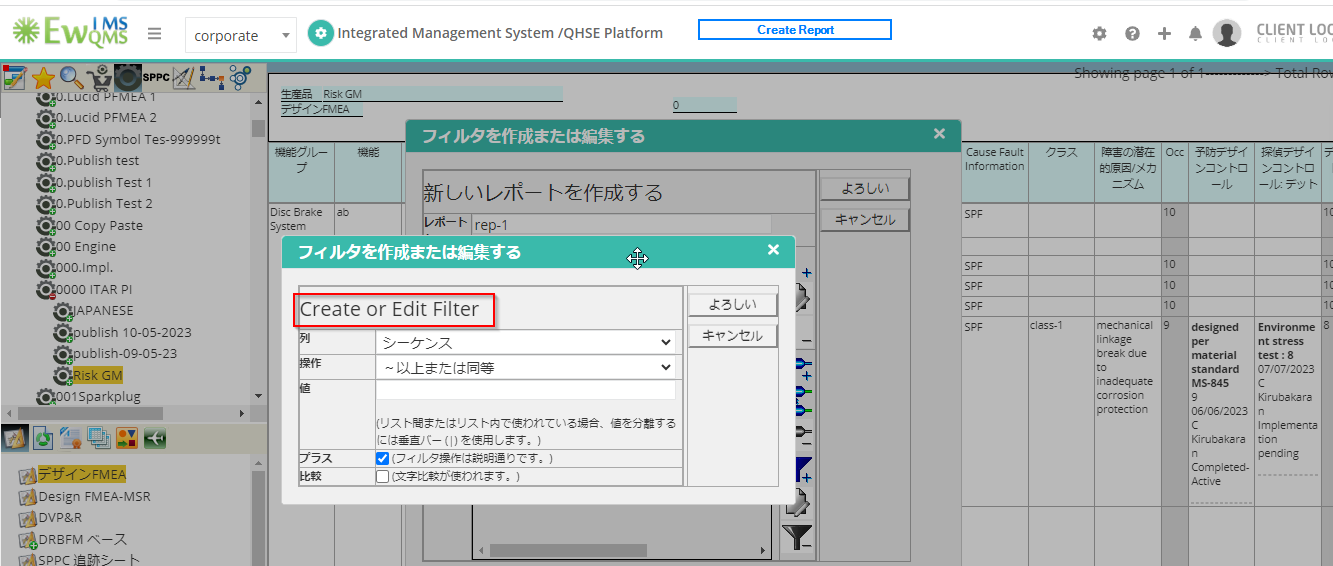 EwIMS
QMS
corporate
Integrated Management System /QHSE Platform
Create Report
CLIENT LOG
CLIENT LO
SPPC
Showing page 1 of 1-------------> Total Row
0.Lucid PFMEA 1
0.Lucid PFMEA 2
0.PFD Symbol Tes-999999t
0.Publish test
0.publish Test 1
0.Publish Test 2
00 Copy Paste
00 Engine
000.Impl.
0000 ITAR PI
JAPANESE
publish 10-05-2023
publish-09-05-23
Risk GM
001Sparkplug
デザインFMEA
Design FMEA-MSR
DVP&R
DRBFM ベース
SPPC 追跡シート
生産品 Risk GM
デザインFMEA
0
機能グループ
機能
Disc Brake System
ab
フィルタを作成または編集する
新しいレポートを作成する
レポート
rep-1
よろしい
キャンセル
フィルタを作成または編集する
Create or Edit Filter
列
シーケンス
操作
~以上または同等
値
(リスト間またはリスト内で使われている場合、値を分離する
には垂直バー (|) を使用します。)
プラス
(フィルタ操作は説明通りです。)
比較
(文字比較が使われます。)
よろしい
キャンセル
Cause Fault
Information
クラス
障害の潜在
的原因/メカ
ニズム
Occ
予防デザイ
ンコントロ
ール
探偵デザイ
ンコントロ
ール: デット
デ
SPF
10
10
SPF
10
10
SPF
10
10
SPF
10
10
SPF
class-1
mechanical
linkage
break due
to
inadequate
corrosion
protection
9
designed
per
material
standard
MS-845
9
06/06/2023
C
Kirubakara
n
Completed-
Active
Environme
nt stress
test : 8
07/07/2023
C
Kirubakara
n
Implementa
tion
pending
8